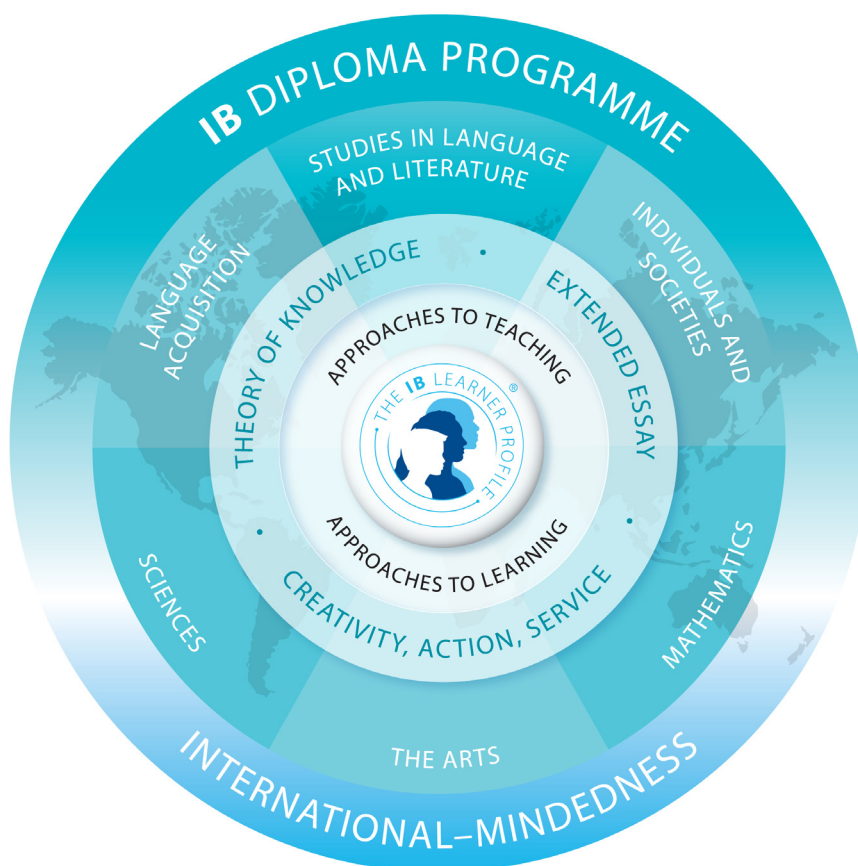 IB DIPLOMA PROGRAMME
STUDIES IN LANGUAGE
AND LITERATURE
LANGUAGE
ACQUISITION
INDIVIDUALS AND
SOCIETIES
THEORY OF KNOWLEDGE
·
EXTENDED ESSAY
·
CREATIVITY, ACTION, SERVICE
·
APPROACHES TO TEACHING
THE IB LEARNER PROFILE
®
APPROACHES TO LEARNING
SCIENCES
MATHEMATICS
THE ARTS
INTERNATIONAL–MINDEDNESS